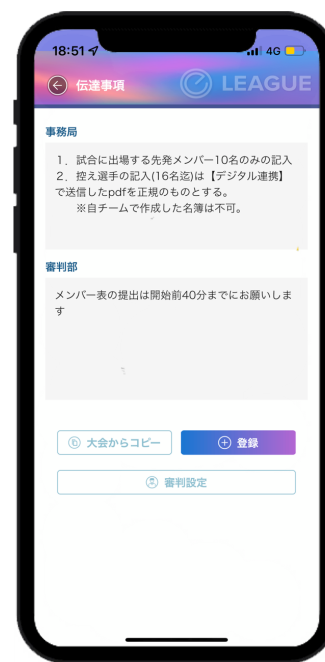 18:51
4G
伝達事項
LEAGUE
事務局
1. 試合に出場する先発メンバー10名のみの記入
2. 控え選手の記入(16名迄)は【デジタル連携】
で送信したpdfを正規のものとする。
※自チームで作成した名簿は不可。
審判部
メンバー表の提出は開始前40分までにお願いしま
す
大会からコピー
登録
審判設定